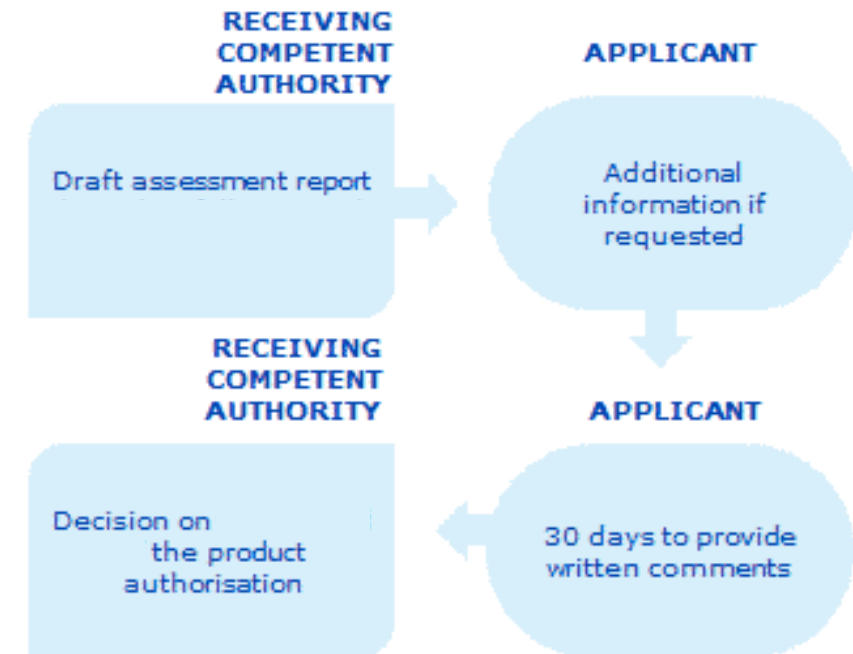 RECEIVING
COMPETENT
AUTHORITY
APPLICANT
Draft assessment report
Additional
information if
requested
RECEIVING
COMPETENT
AUTHORITY
APPLICANT
Decision on
the product
authorisation
30 days to provide
written comments